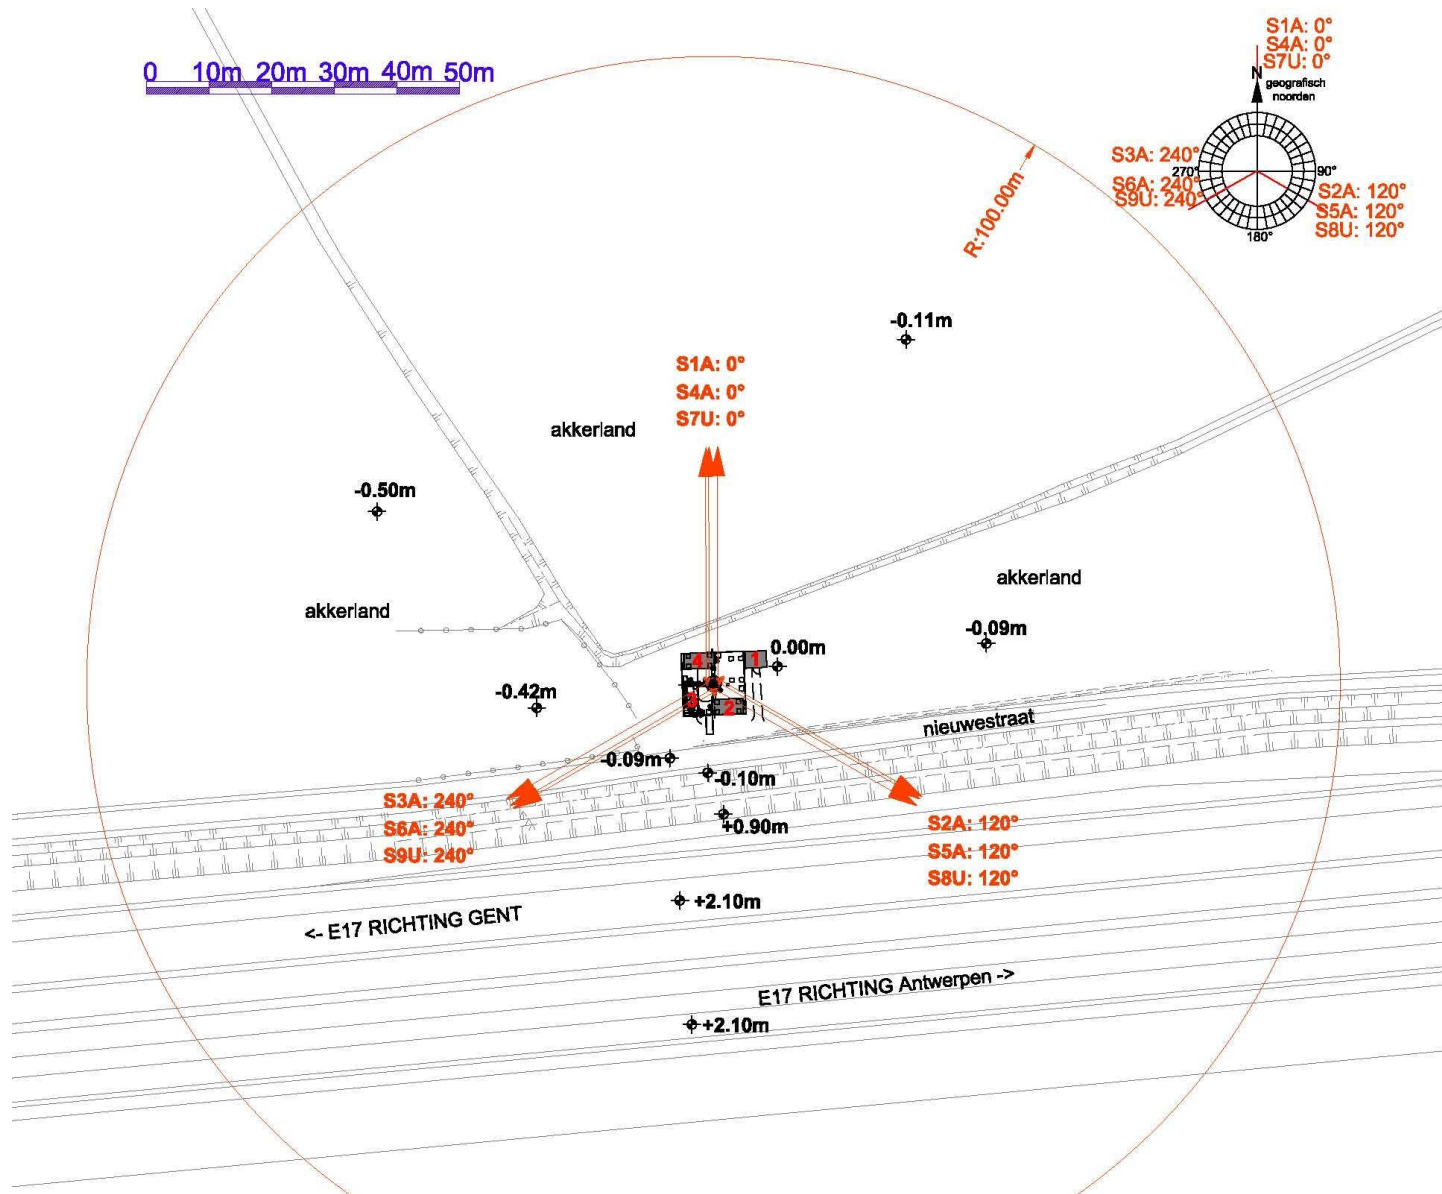 0 10m 20m 30m 40m 50m
S1A: 0°
S4A: 0°
S7U: 0°
N
geografisch
noorden
S3A: 240°
270°
90°
S6A: 240°
S9U: 240°
S2A: 120°
S5A: 120°
S8U: 120°
180°
R:100.00m
-0.11m
S1A: 0°
S4A: 0°
S7U: 0°
akkerland
-0.50m
akkerland
akkerland
-0.09m
0.00m
4
1
3
2
-0.42m
nieuwestraat
-0.09m
-0.10m
+0.90m
S3A: 240°
S6A: 240°
S9U: 240°
S2A: 120°
S5A: 120°
S8U: 120°
+2.10m
<- E17 RICHTING GENT
E17 RICHTING Antwerpen ->
+2.10m